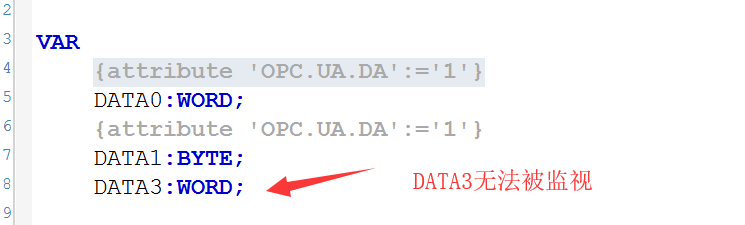 2
3 VAR
4 {attribute 'OPC.UA.DA':='1'}
5 DATA0:WORD;
6 {attribute 'OPC.UA.DA':='1'}
7 DATA1:BYTE;
8 DATA3:WORD; DATA3无法被监视
9